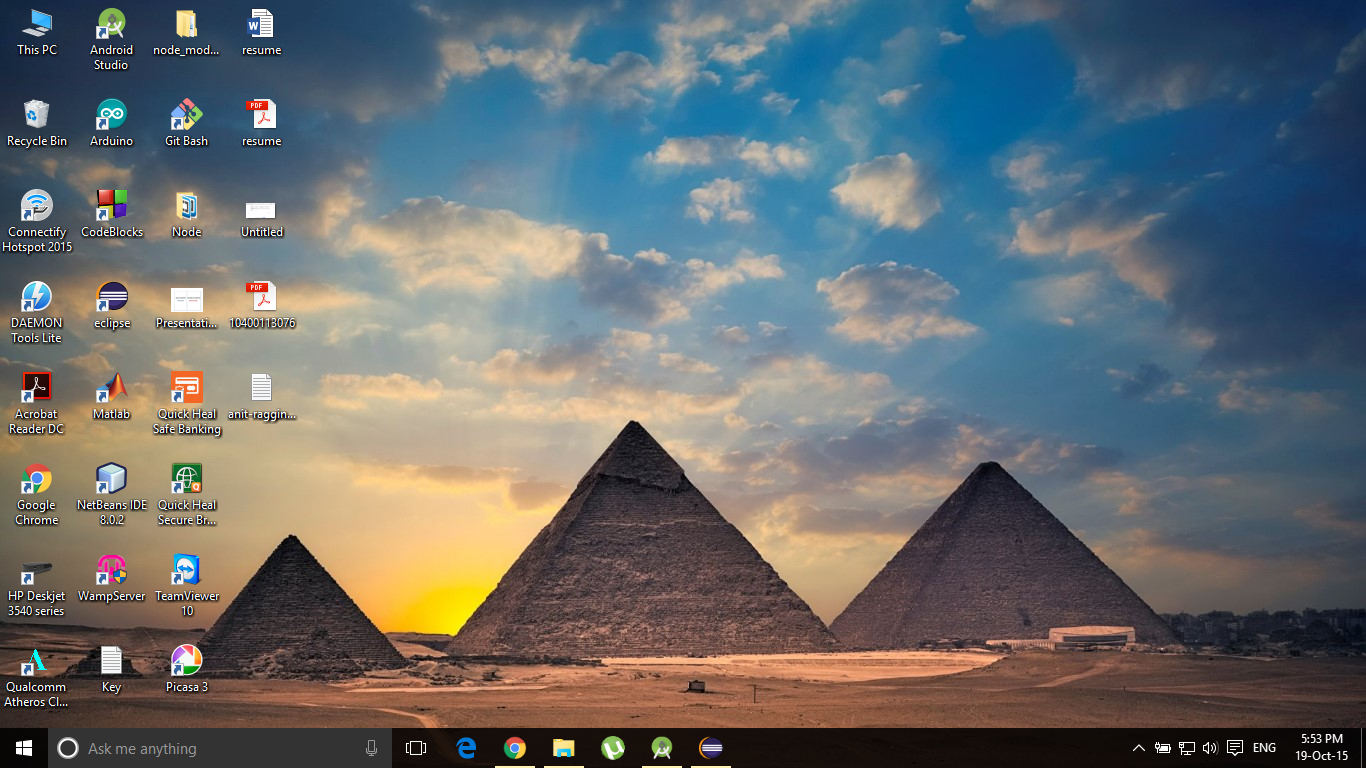 This PC
Android
Studio
node_mod...
resume
Recycle Bin
Arduino
Git Bash
PDF
resume
Connectify
Hotspot 2015
CodeBlocks
Node
Untitled
DAEMON
Tools Lite
eclipse
Presentati...
PDF
10400113076
Acrobat
Reader DC
Matlab
Quick Heal
Safe Banking
anit-raggin...
Google
Chrome
NetBeans IDE
8.0.2
Quick Heal
Secure Br...
HP Deskjet
3540 series
WampServer
TeamViewer
10
Qualcomm
Atheros Cl...
Key
Picasa 3
Ask me anything
ENG
5:53 PM
19-Oct-15